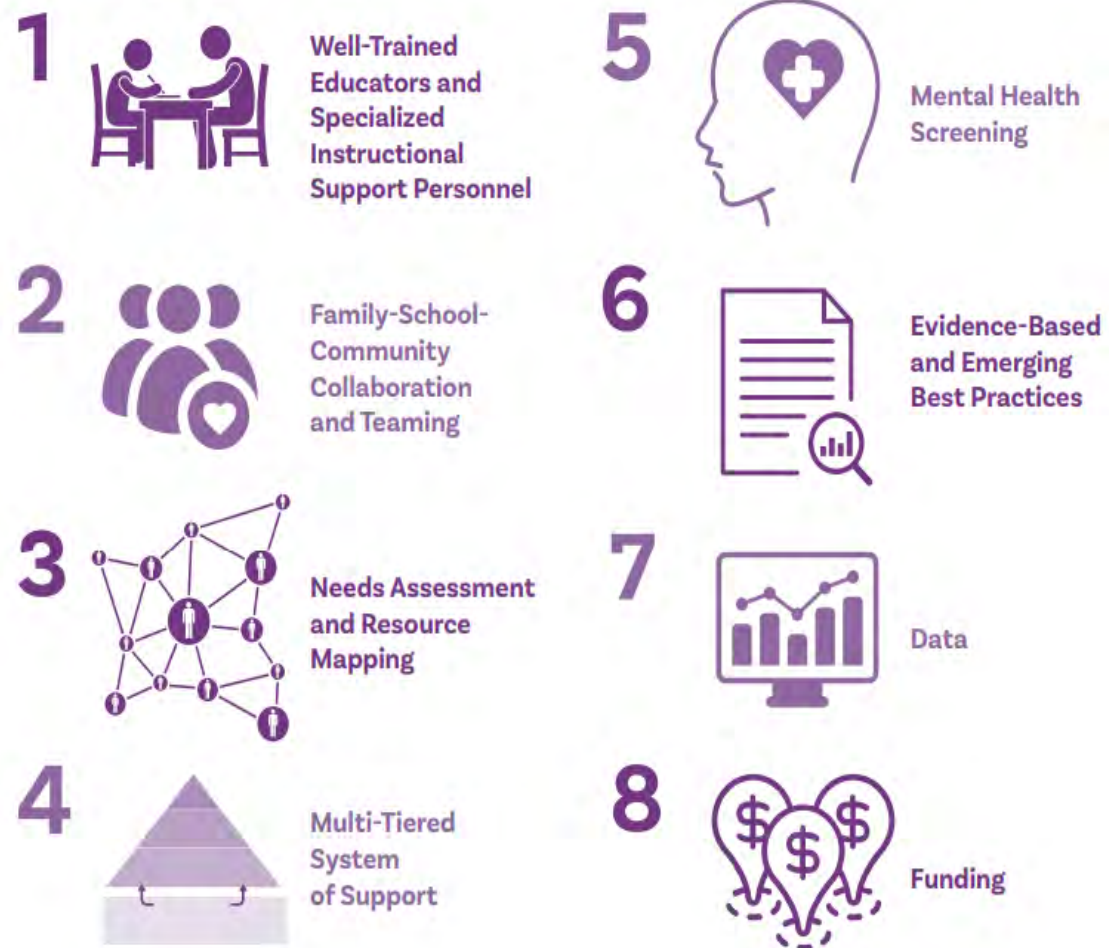 1
Well-Trained
Educators and
Specialized
Instructional
Support Personnel
2
Family-School-
Community
Collaboration
and Teaming
3
Needs Assessment
and Resource
Mapping
4
Multi-Tiered
System
of Support
5
Mental Health
Screening
6
Evidence-Based
and Emerging
Best Practices
7
Data
8
$ $ $
Funding